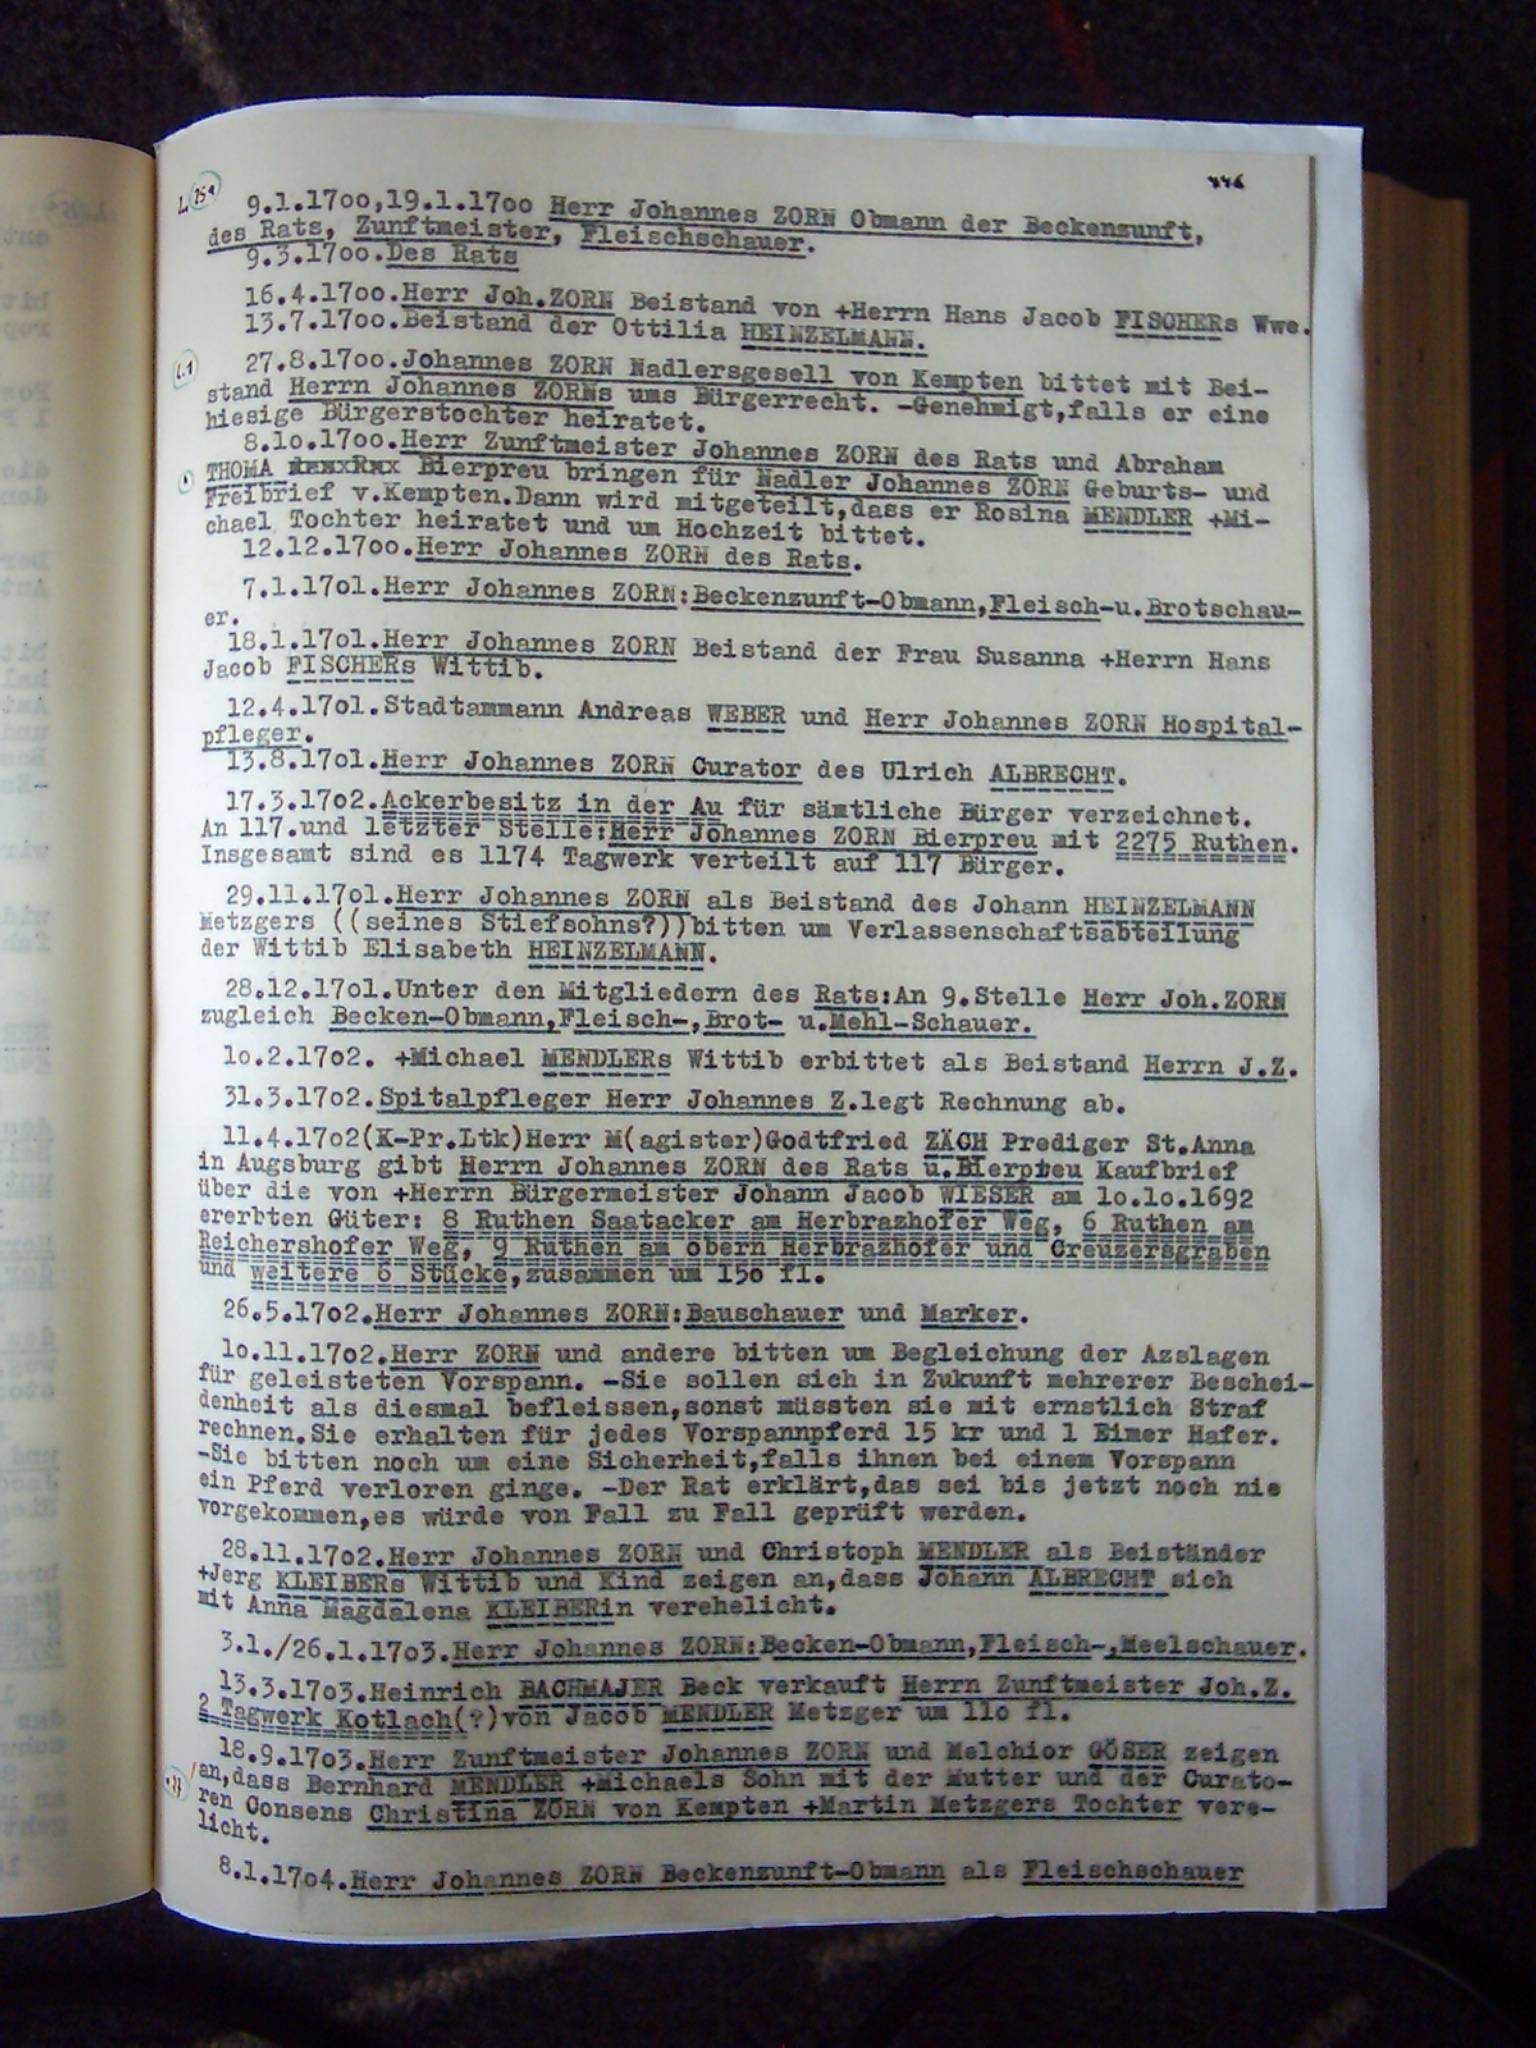 446
L 25a
9.1.17oo,19.1.17oo Herr Johannes ZORN Obmann der Beckenzunft,
des Rats, Zunftmeister, Fleischschauer.
9.3.17oo.Des Rats
16.4.17oo.Herr Joh.ZORN Beistand von +Herrn Hans Jacob FISCHERs Wwe.
13.7.17oo.Beistand der Ottilia HEINZELMANN.
L.1
27.8.17oo.Johannes ZORN Nadlersgesell von Kempten bittet mit Bei-
stand Herrn Johannes ZORNs ums Bürgerrecht. -Genehmigt,falls er eine
hiesige Bürgerstochter heiratet.
8.1o.17oo.Herr Zunftmeister Johannes ZORN des Rats und Abraham
THOMA Bierpreu bringen für Nadler Johannes ZORN Geburts- und
Freibrief v.Kempten.Dann wird mitgeteilt,dass er Rosina MENDLER +Mi-
chael Tochter heiratet und um Hochzeit bittet.
12.12.17oo.Herr Johannes ZORN des Rats.
7.1.17o1.Herr Johannes ZORN:Beckenzunft-Obmann,Fleisch-u.Brotschau-
er.
18.1.17o1.Herr Johannes ZORN Beistand der Frau Susanna +Herrn Hans
Jacob FISCHERs Wittib.
12.4.17o1.Stadtammann Andreas WEBER und Herr Johannes ZORN Hospital-
pfleger.
13.8.17o1.Herr Johannes ZORN Curator des Ulrich ALBRECHT.
17.3.17o2.Ackerbesitz in der Au für sämtliche Bürger verzeichnet.
An 117.und letzter Stelle:Herr Johannes ZORN Bierpreu mit 2275 Ruthen.
Insgesamt sind es 1174 Tagwerk verteilt auf 117 Bürger.
29.11.17o1.Herr Johannes ZORN als Beistand des Johann HEINZELMANN
Metzgers ((seines Stiefsohns?))bitten um Verlassenschaftsabteilung
der Wittib Elisabeth HEINZELMANN.
28.12.17o1.Unter den Mitgliedern des Rats:An 9.Stelle Herr Joh.ZORN
zugleich Becken-Obmann,Fleisch-,Brot- u.Mehl-Schauer.
1o.2.17o2. +Michael MENDLERs Wittib erbittet als Beistand Herrn J.Z.
31.3.17o2.Spitalpfleger Herr Johannes Z.legt Rechnung ab.
11.4.17o2(K-Pr.Ltk)Herr M(agister)Godtfried ZÄCH Prediger St.Anna
in Augsburg gibt Herrn Johannes ZORN des Rats u.Bierpreu Kaufbrief
über die von +Herrn Bürgermeister Johann Jacob WIESER am 1o.1o.1692
ererbten Güter: 8 Ruthen Saatacker am Herbrazhofer Weg, 6 Ruthen am
Reichershofer Weg, 9 Ruthen am obern Herbrazhofer und Creuzersgraben
und weitere 6 Stücke,zusammen um 15o fl.
26.5.17o2.Herr Johannes ZORN:Bauschauer und Marker.
1o.11.17o2.Herr ZORN und andere bitten um Begleichung der Azslagen
für geleisteten Vorspann. -Sie sollen sich in Zukunft mehrerer Beschei-
denheit als diesmal befleissen,sonst müssten sie mit ernstlich Straf
rechnen.Sie erhalten für jedes Vorspannpferd 15 kr und 1 Eimer Hafer.
-Sie bitten noch um eine Sicherheit,falls ihnen bei einem Vorspann
ein Pferd verloren ginge. -Der Rat erklärt,das sei bis jetzt noch nie
vorgekommen,es würde von Fall zu Fall geprüft werden.
28.11.17o2.Herr Johannes ZORN und Christoph MENDLER als Beiständer
+Jerg KLEIBERs Wittib und Kind zeigen an,dass Johann ALBRECHT sich
mit Anna Magdalena KLEIBERin verehelicht.
3.1./26.1.17o3.Herr Johannes ZORN:Becken-Obmann,Fleisch-,Meelschauer.
13.3.17o3.Heinrich BACHMAJER Beck verkauft Herrn Zunftmeister Joh.Z.
2 Tagwerk Kotlach(?)von Jacob MENDLER Metzger um 11o fl.
18.9.17o3.Herr Zunftmeister Johannes ZORN und Melchior GÖSER zeigen
an,dass Bernhard MENDLER +Michaels Sohn mit der Mutter und der Curato-
ren Consens Christina ZORN von Kempten +Martin Metzgers Tochter vere-
licht.
8.1.17o4.Herr Johannes ZORN Beckenzunft-Obmann als Fleischschauer